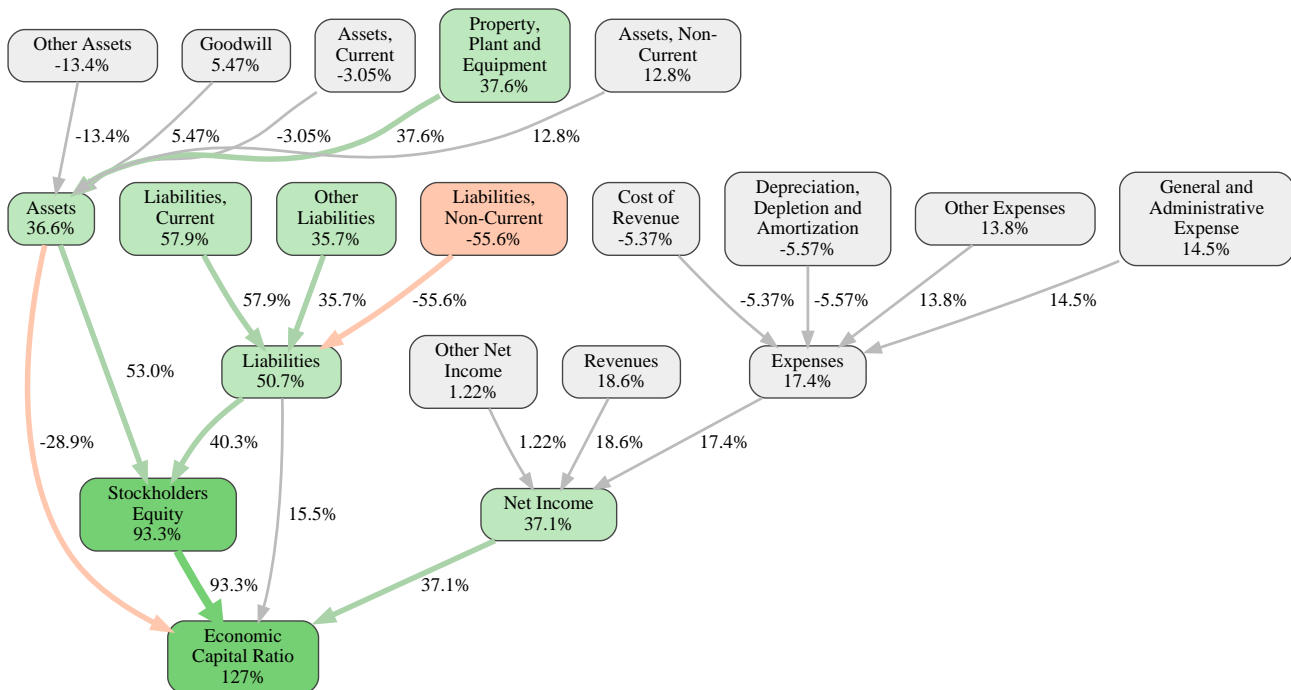 Other Assets
-13.4%
Goodwill
5.47%
Assets,
Current
-3.05%
Property,
Plant and
Equipment
37.6%
Assets, Non-
Current
12.8%
-13.4%
5.47%
-3.05%
37.6%
12.8%
Assets
36.6%
Liabilities,
Current
57.9%
Other
Liabilities
35.7%
Liabilities,
Non-Current
-55.6%
Cost of
Revenue
-5.37%
Depreciation,
Depletion and
Amortization
-5.57%
Other Expenses
13.8%
General and
Administrative
Expense
14.5%
57.9%
35.7%
-55.6%
-5.37%
-5.57%
13.8%
14.5%
53.0%
Liabilities
50.7%
Other Net
Income
1.22%
Revenues
18.6%
Expenses
17.4%
-28.9%
40.3%
1.22%
18.6%
17.4%
Stockholders
Equity
93.3%
15.5%
Net Income
37.1%
93.3%
37.1%
Economic
Capital Ratio
127%